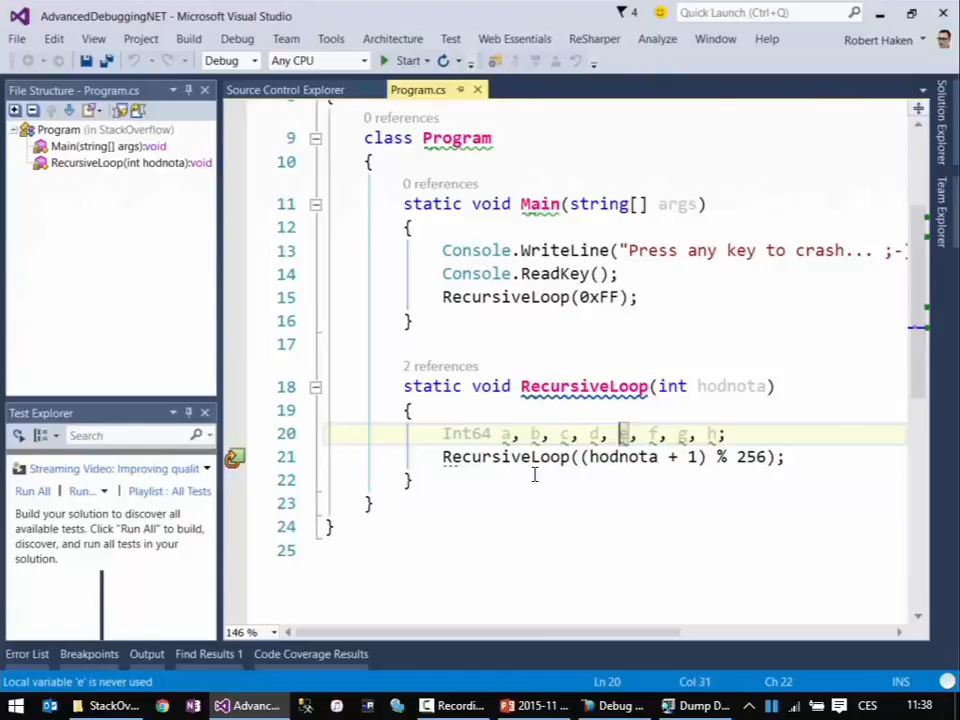 AdvancedDebuggingNET - Microsoft Visual Studio
4
Quick Launch (Ctrl+Q)
File Edit View Project Build Debug Team Tools Architecture Test Web Essentials ReSharper Analyze Window Help
Robert Haken
Debug Any CPU Start
File Structure - Program.cs
Source Control Explorer
Program.cs
Program (in StackOverflow)
Main(string[] args):void
RecursiveLoop(int hodnota):void
0 references
9 class Program
10 {
0 references
11 static void Main(string[] args)
12 {
13 Console.WriteLine("Press any key to crash... ;-)
14 Console.ReadKey();
15 RecursiveLoop(0xFF);
16 }
17
2 references
18 static void RecursiveLoop(int hodnota)
19 {
20 Int64 a, b, c, d, e, f, g, h;
21 RecursiveLoop((hodnota + 1) % 256);
22 }
23 }
24 }
25
Test Explorer
Search
Streaming Video: Improving qualit
Run All Run... Playlist : All Tests
Build your solution to discover all
available tests. Click "Run All" to build,
discover, and run all tests in your
solution.
146 %
Error List Breakpoints Output Find Results 1 Code Coverage Results
Local variable 'e' is never used
Ln 20 Col 31 Ch 22 INS
Solution Explorer
Team Explorer
StackOv... Advanc... Recordi... 2015-11 ... Debug ... Dump D... CES 11:38